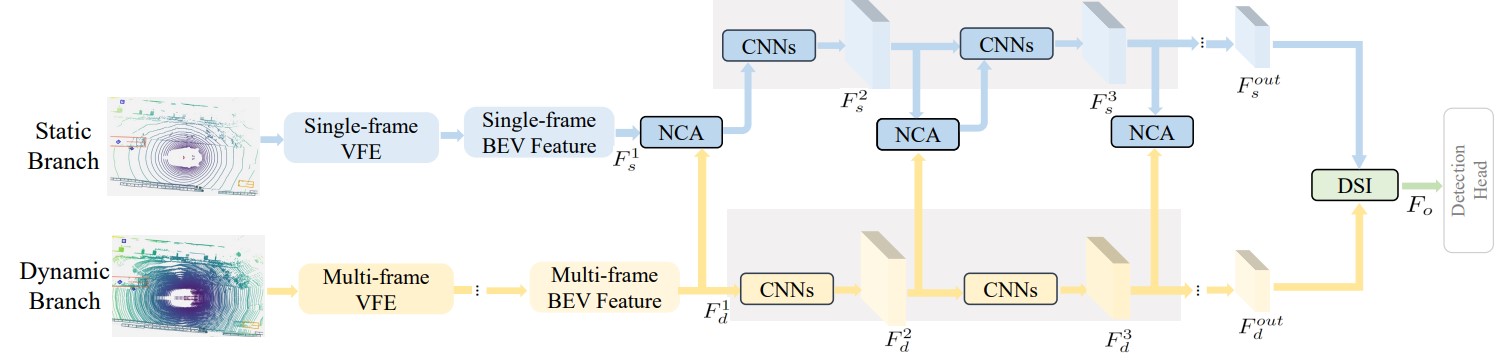 Static
Branch
Single-frame
VFE
Single-frame
BEV Feature
F_s^1
NCA
CNNs
F_s^2
NCA
CNNs
F_s^3
NCA
...
F_s^{out}
Dynamic
Branch
Multi-frame
VFE
...
Multi-frame
BEV Feature
F_d^1
CNNs
F_d^2
CNNs
F_d^3
...
F_d^{out}
DSI
F_o
Detection
Head